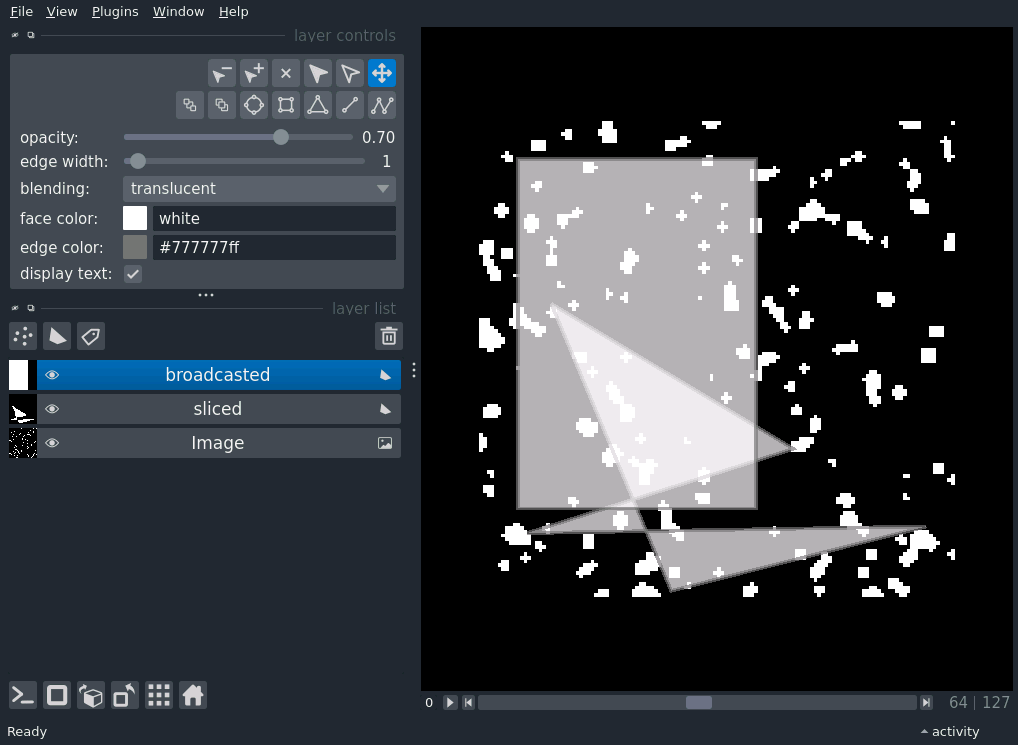 File View Plugins Window Help
layer controls
opacity: 0.70
edge width: 1
blending: translucent
face color: white
edge color: #777777ff
display text:
layer list
broadcasted
sliced
Image
0 64 | 127
Ready activity